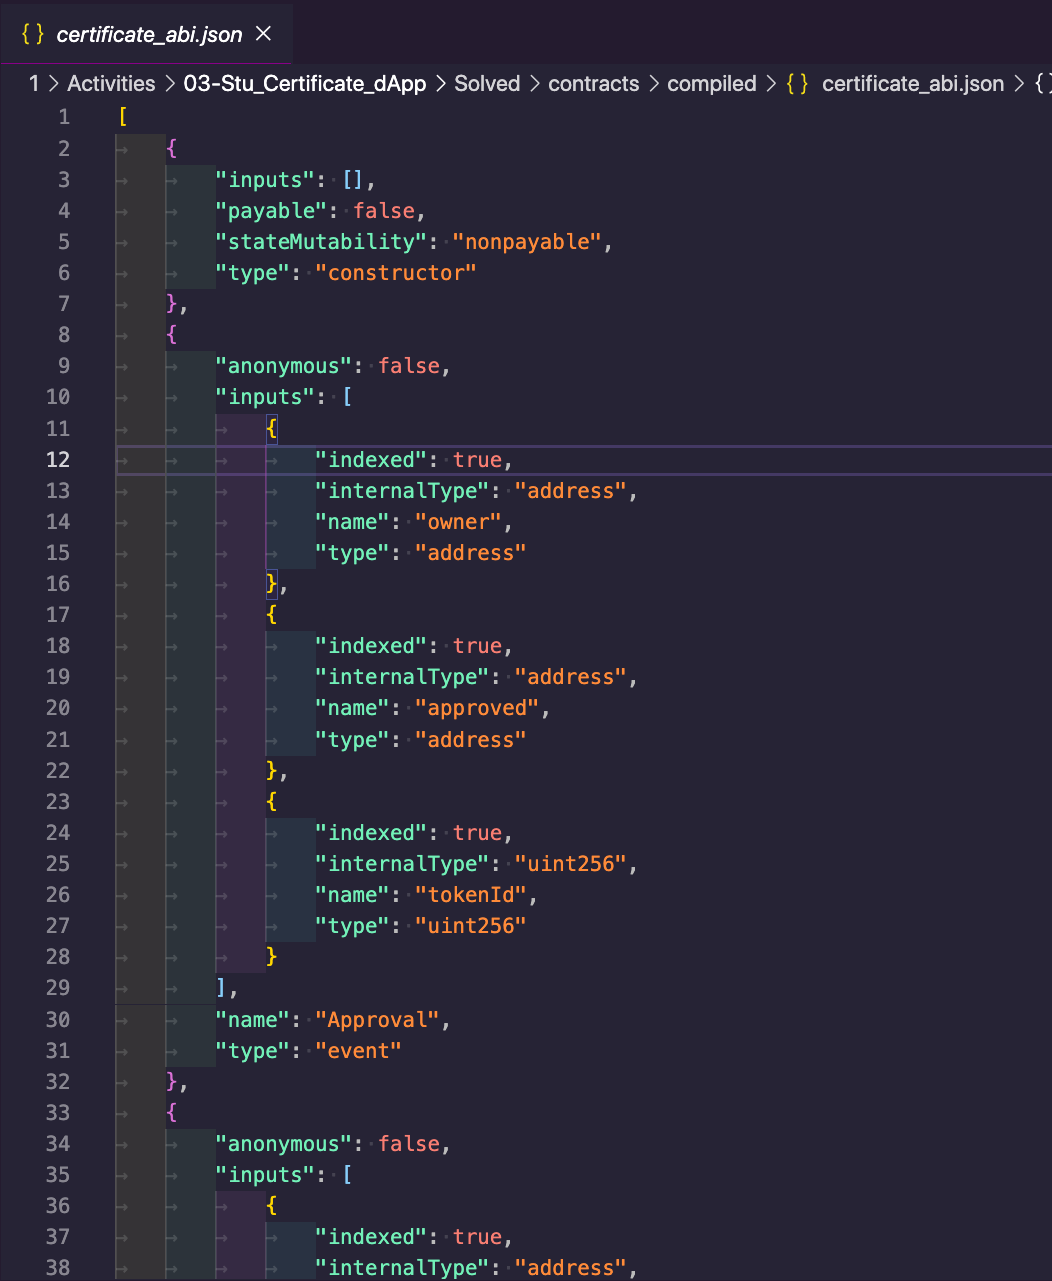 {} certificate_abi.json ×
1 > Activities > 03-Stu_Certificate_dApp > Solved > contracts > compiled > {} certificate_abi.json > {}
1 [
2 {
3 "inputs": [],
4 "payable": false,
5 "stateMutability": "nonpayable",
6 "type": "constructor"
7 },
8 {
9 "anonymous": false,
10 "inputs": [
11 {
12 "indexed": true,
13 "internalType": "address",
14 "name": "owner",
15 "type": "address"
16 },
17 {
18 "indexed": true,
19 "internalType": "address",
20 "name": "approved",
21 "type": "address"
22 },
23 {
24 "indexed": true,
25 "internalType": "uint256",
26 "name": "tokenId",
27 "type": "uint256"
28 }
29 ],
30 "name": "Approval",
31 "type": "event"
32 },
33 {
34 "anonymous": false,
35 "inputs": [
36 {
37 "indexed": true,
38 "internalType": "address",